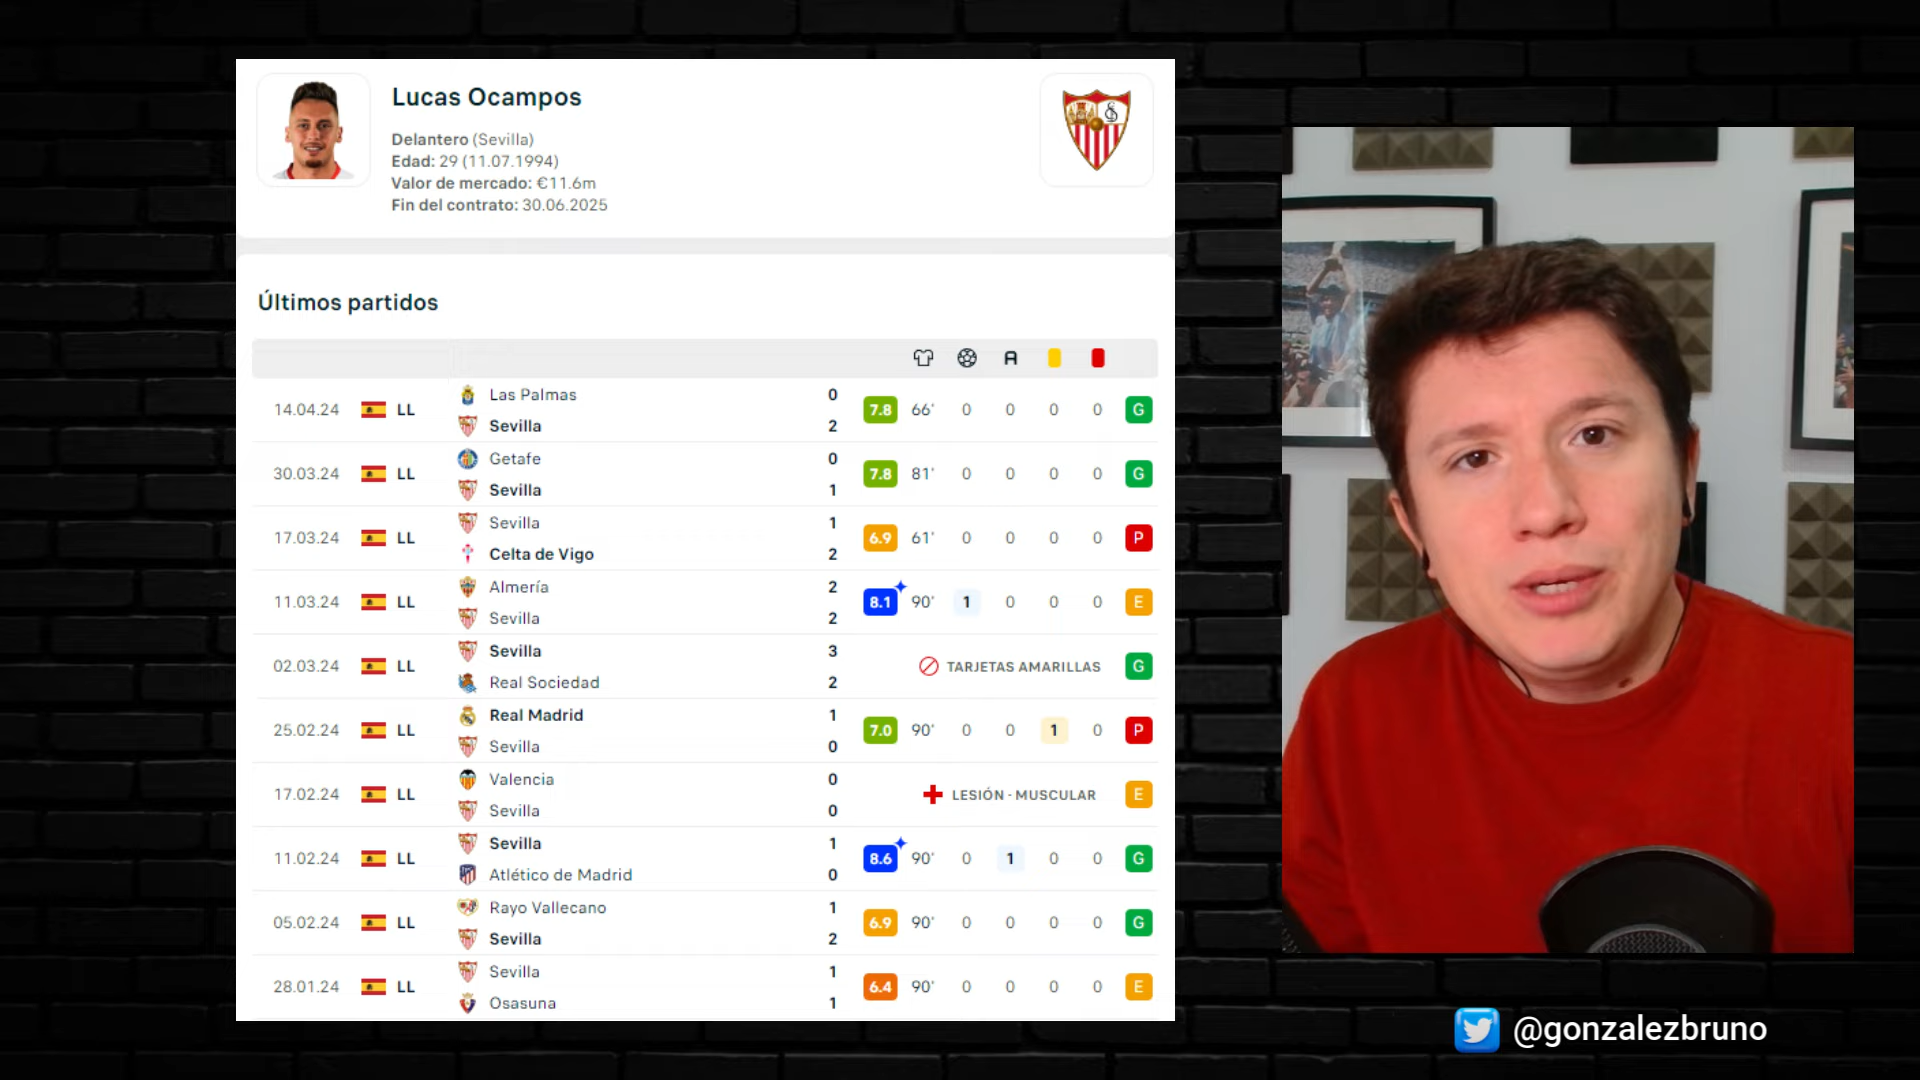 Lucas Ocampos
Delantero (Sevilla)
Edad: 29 (11.07.1994)
Valor de mercado: €11.6m
Fin del contrato: 30.06.2025
Últimos partidos
A
14.04.24 LL Las Palmas 0 7.8 66' 0 0 0 0 G
Sevilla 2
30.03.24 LL Getafe 0 7.8 81' 0 0 0 0 G
Sevilla 1
17.03.24 LL Sevilla 1 6.9 61' 0 0 0 0 P
Celta de Vigo 2
11.03.24 LL Almería 2 8.1 90' 1 0 0 0 E
Sevilla 2
02.03.24 LL Sevilla 3 TARJETAS AMARILLAS G
Real Sociedad 2
25.02.24 LL Real Madrid 1 7.0 90' 0 0 1 0 P
Sevilla 0
17.02.24 LL Valencia 0 LESIÓN - MUSCULAR E
Sevilla 0
11.02.24 LL Sevilla 1 8.6 90' 0 1 0 0 G
Atlético de Madrid 0
05.02.24 LL Rayo Vallecano 1 6.9 90' 0 0 0 0 G
Sevilla 2
28.01.24 LL Sevilla 1 6.4 90' 0 0 0 0 E
Osasuna 1
@gonzalezbruno